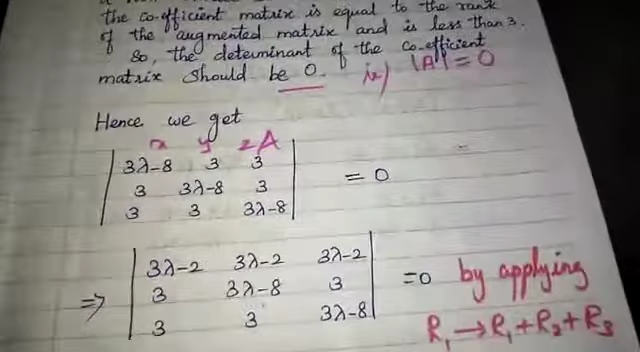 the co-efficient matrix is equal to the rank
of the augmented matrix and is less than 3.
So, the determinant of the co-efficient
matrix should be 0. ie) |A| = 0
Hence we get
x y z A
3λ-8 3 3
3 3λ-8 3 = 0
3 3 3λ-8
3λ-2 3λ-2 3λ-2
⇒ 3 3λ-8 3 =0 by applying
3 3 3λ-8 R₁→R₁+R₂+R₃